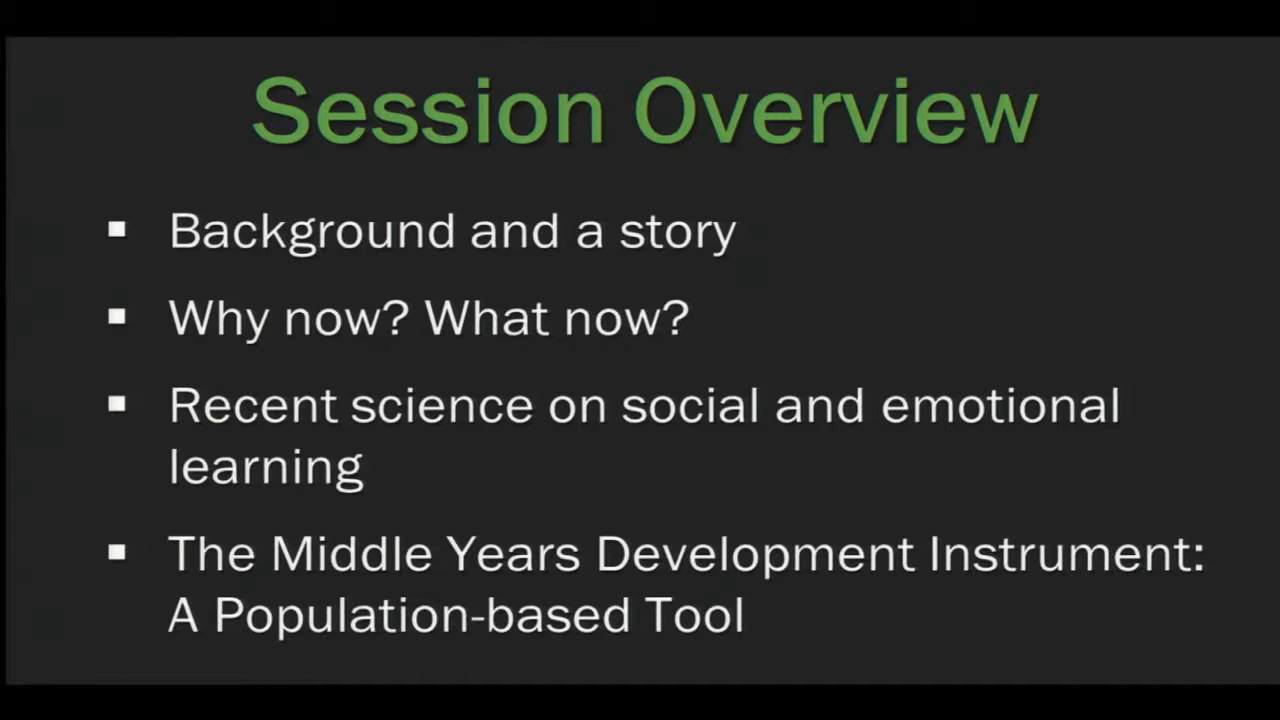 Session Overview
Background and a story
Why now? What now?
Recent science on social and emotional
learning
The Middle Years Development Instrument:
A Population-based Tool